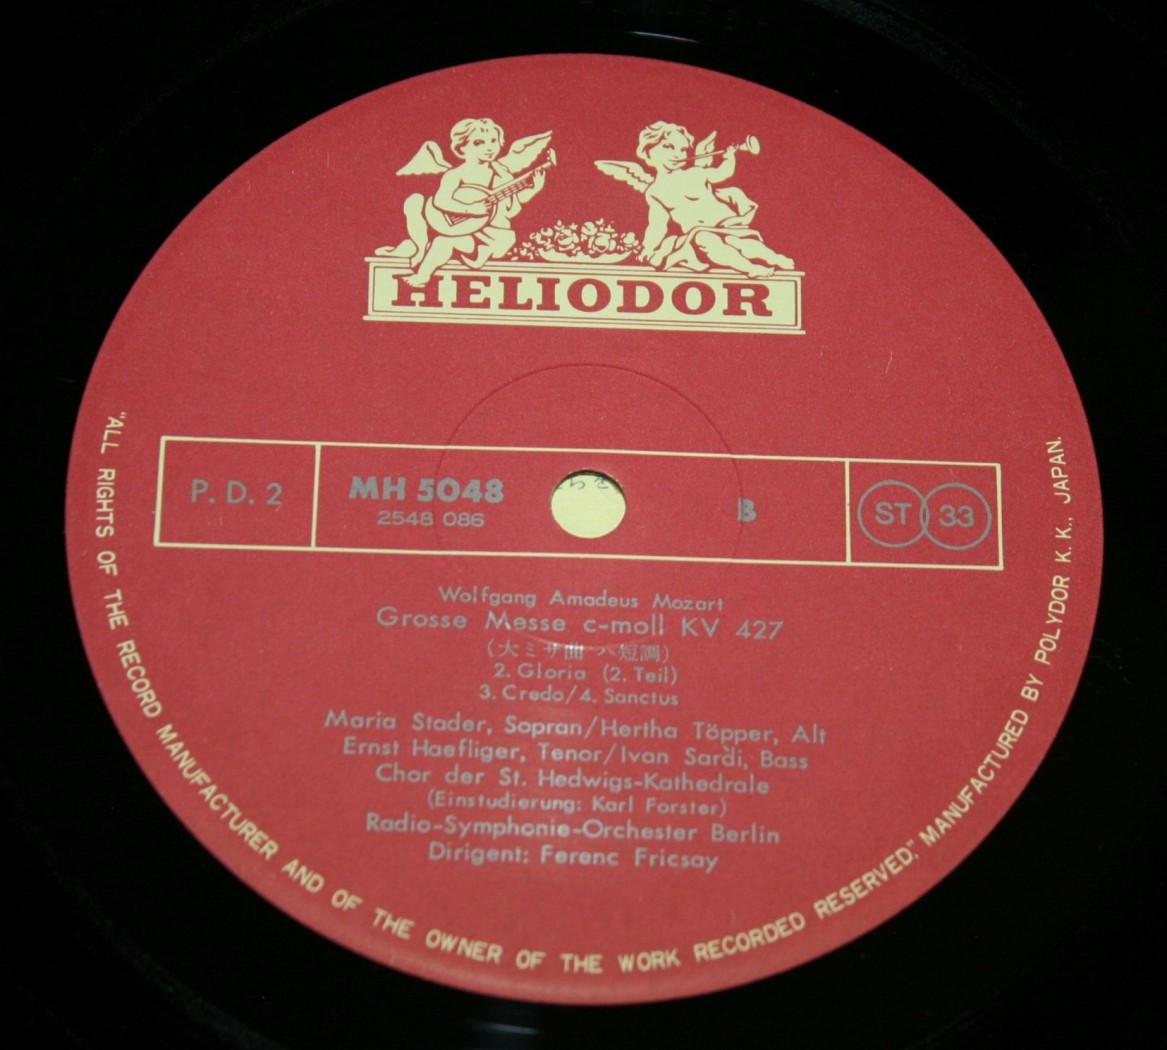 HELIODOR
P. D. 2
MH 5048
2548 086
B
ST 33
Wolfgang Amadeus Mozart
Grosse Messe c-moll KV 427
(大ミサ曲 ハ短調)
2. Gloria (2. Teil)
3. Credo/4. Sanctus
Maria Stader, Sopran/Hertha Töpper, Alt
Ernst Haefliger, Tenor/Ivan Sardi, Bass
Chor der St. Hedwigs-Kathedrale
(Einstudierung: Karl Forster)
Radio-Symphonie-Orchester Berlin
Dirigent: Ferenc Fricsay
"ALL RIGHTS OF THE RECORD MANUFACTURER AND OF THE OWNER OF THE WORK RECORDED RESERVED," MANUFACTURED BY POLYDOR K. K., JAPAN.